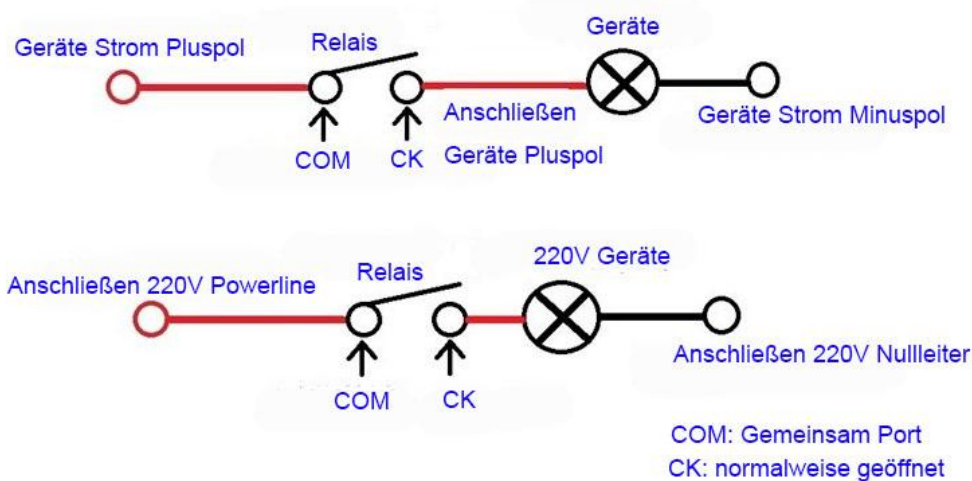 Geräte
Geräte Strom Pluspol
Relais
Anschließen
Geräte Strom Minuspol
COM
CK
Geräte Pluspol
220V Geräte
Anschließen 220V Powerline
Relais
Anschließen 220V Nullleiter
COM
CK
COM: Gemeinsam Port
CK: normalweise geöffnet